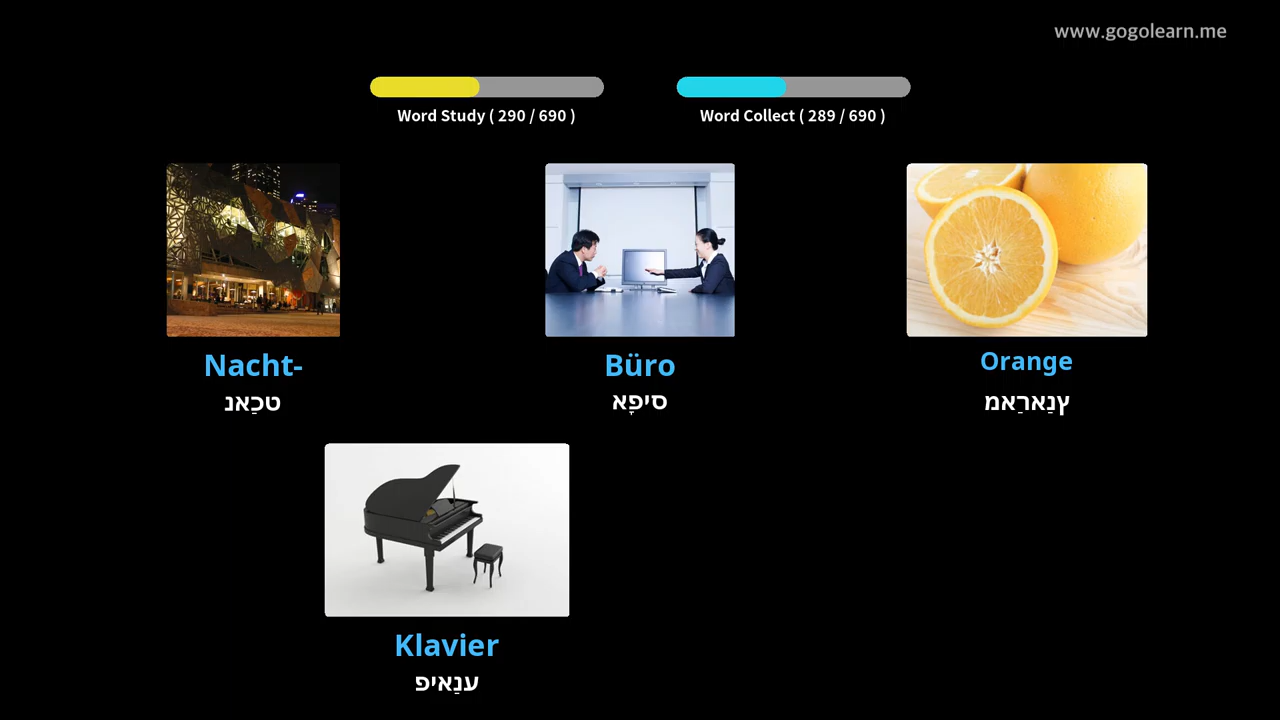 www.gogolearn.me
Word Study ( 290 / 690 )
Word Collect ( 289 / 690 )
Nacht-
טכַאנ
Büro
סיפָא
Orange
ץנַארַאמ
Klavier
ענַאיפ